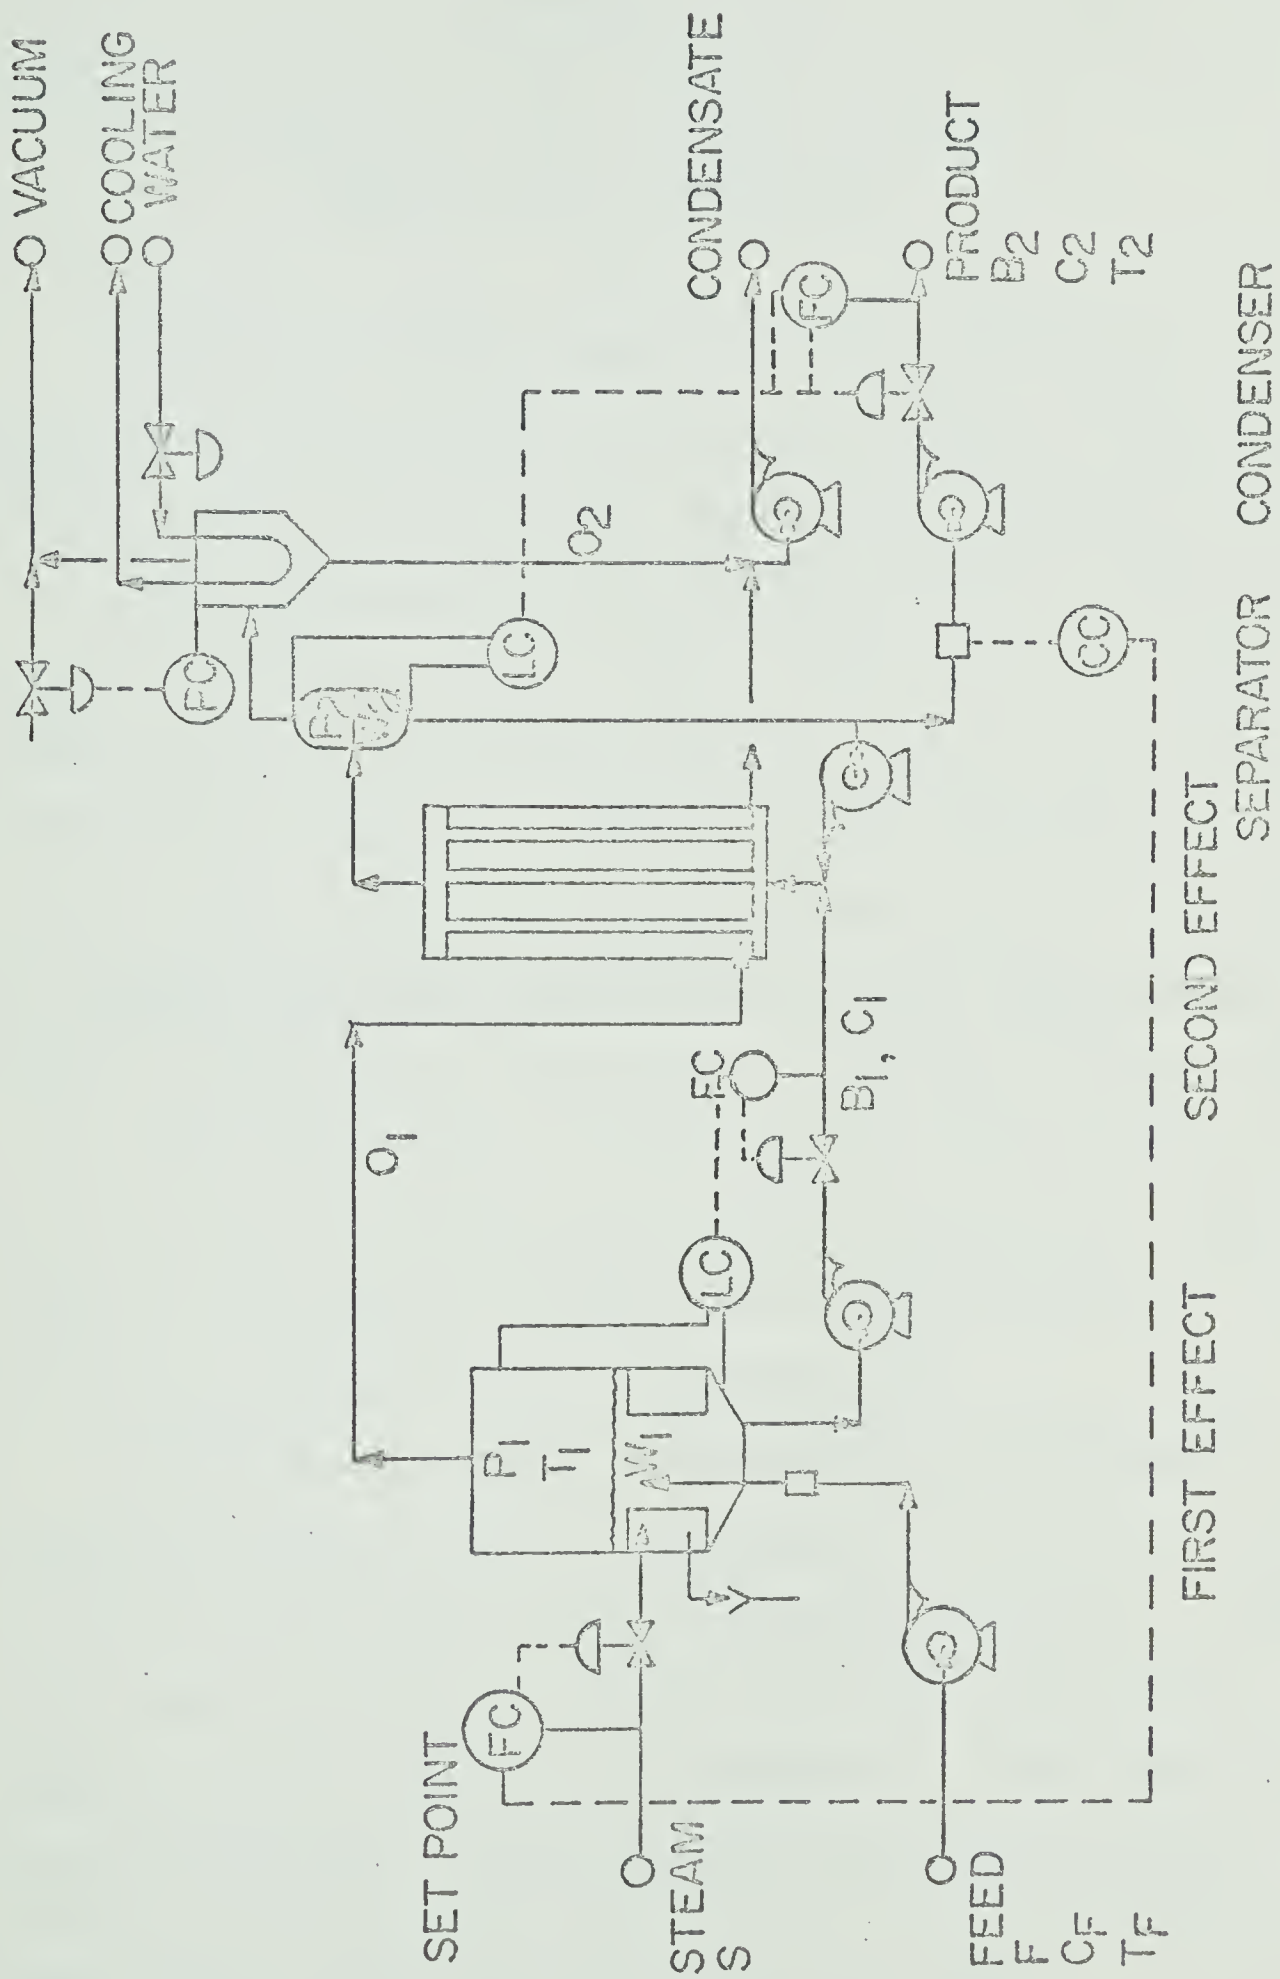 VACUUM
COOLING
WATER
CONDENSATE
PRODUCT
B2
C2
T2
FC
FC
LC
O2
CC
O1
FC
B1, C1
LC
P1
T1
W1
SET POINT
FC
STEAM
S
FEED
F
CF
TF
FIRST EFFECT
SECOND EFFECT
SEPARATOR
CONDENSER